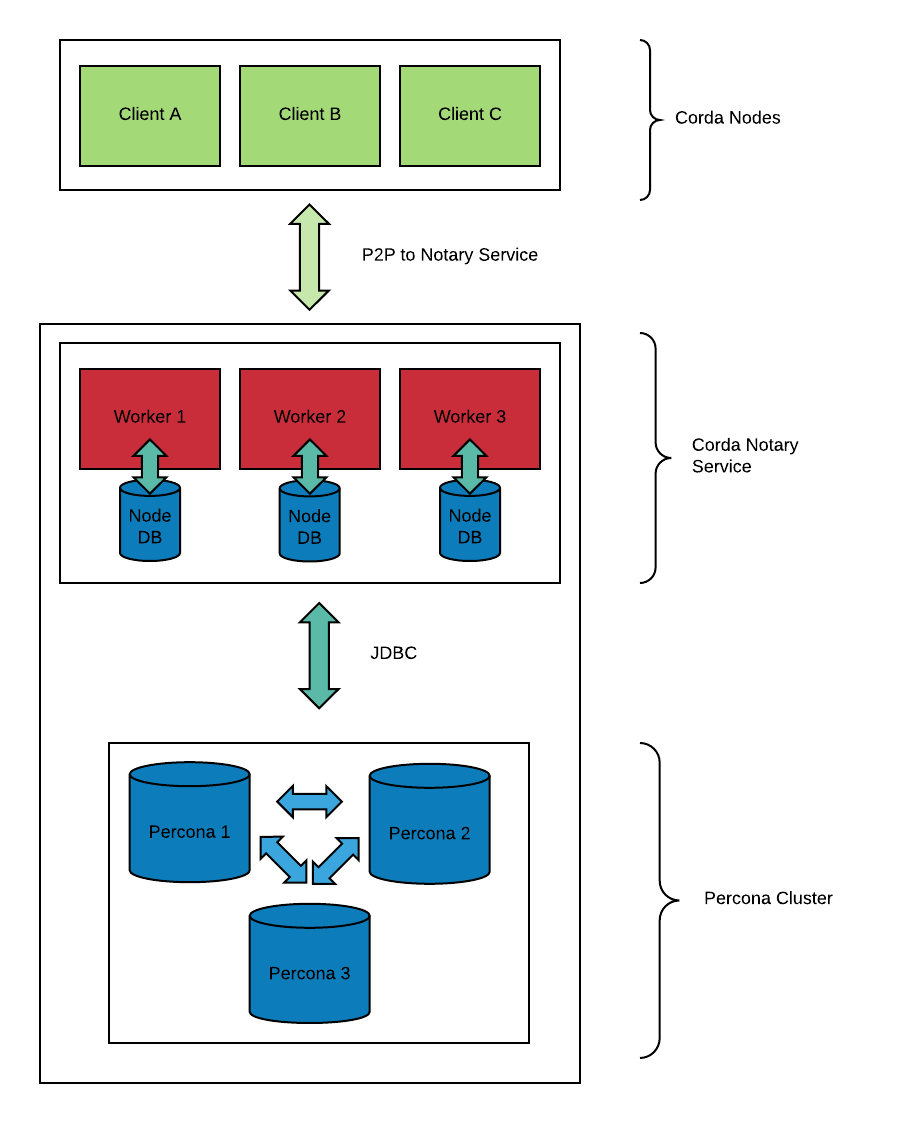 Client A
Client B
Client C
Corda Nodes
P2P to Notary Service
Worker 1
Worker 2
Worker 3
Node
DB
Node
DB
Node
DB
Corda Notary
Service
JDBC
Percona 1
Percona 2
Percona 3
Percona Cluster